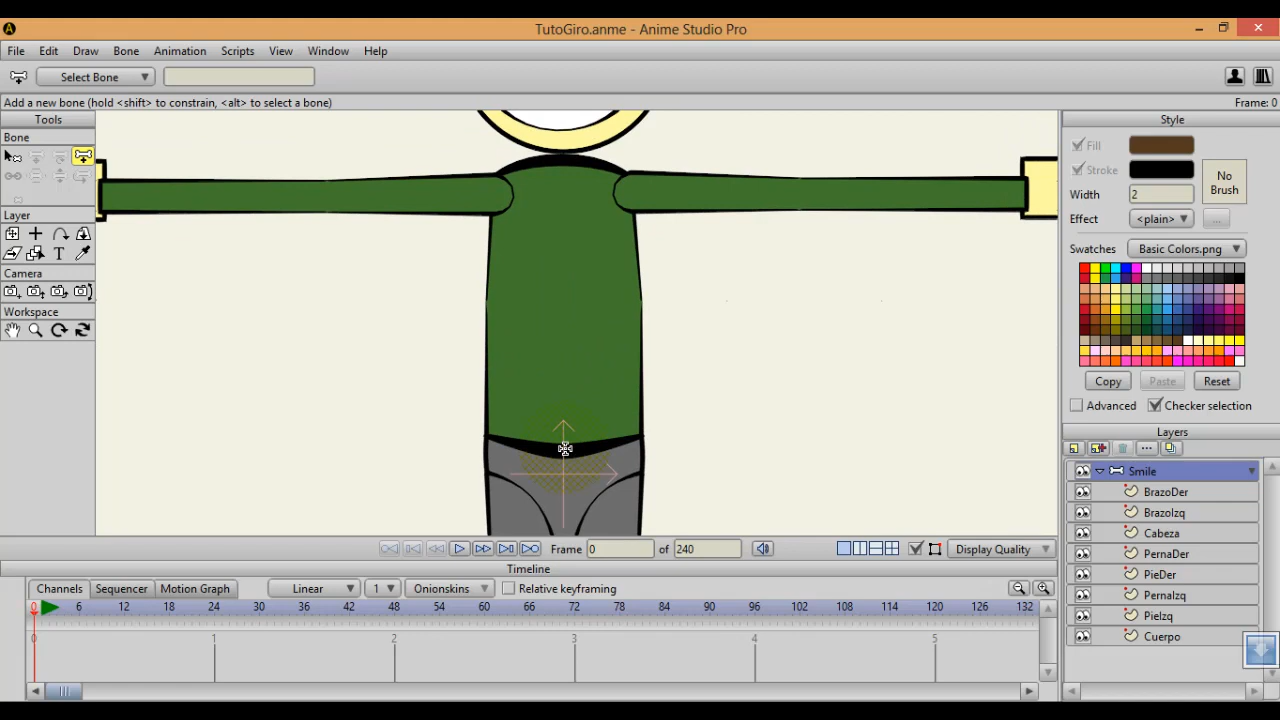 TutoGiro.anme - Anime Studio Pro
File Edit Draw Bone Animation Scripts View Window Help
Select Bone
Add a new bone (hold <shift> to constrain, <alt> to select a bone)
Frame: 0
Tools
Bone
Layer
Camera
Workspace
Style
Fill
Stroke
No Brush
Width 2
Effect <plain> ...
Swatches Basic Colors.png
Copy Paste Reset
Advanced Checker selection
Layers
Smile
BrazoDer
BrazoIzq
Cabeza
PernaDer
PieDer
PernaIzq
PieIzq
Cuerpo
Frame 0 of 240 Display Quality
Timeline
Channels Sequencer Motion Graph Linear 1 Onionskins Relative keyframing
0 6 12 18 24 30 36 42 48 54 60 66 72 78 84 90 96 102 108 114 120 126 132
0 1 2 3 4 5